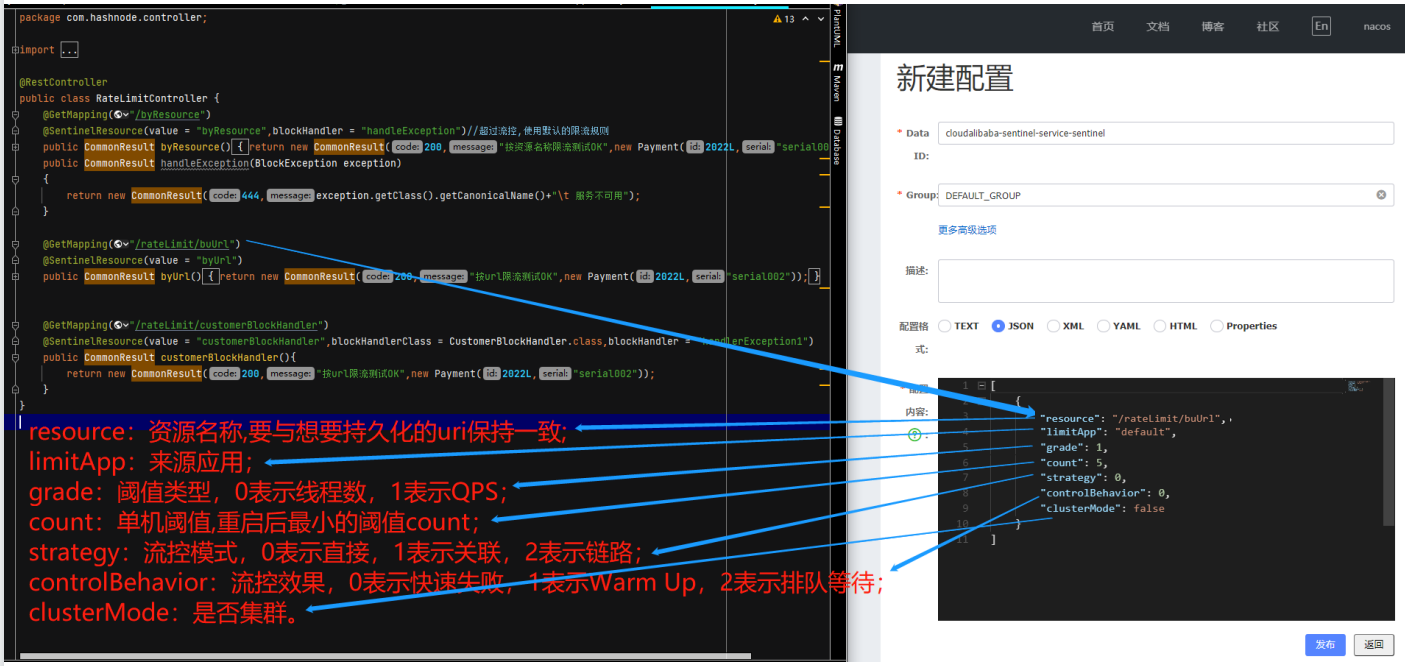 package com.hashnode.controller;
13
import ...
@RestController
public class RateLimitController {
@GetMapping("/byResource")
@SentinelResource(value = "byResource",blockHandler = "handleException")//超过流控,使用默认的限流规则
public CommonResult byResource() { return new CommonResult( code: 200, message: "按资源名称限流测试OK",new Payment( id: 2022L, serial: "serial00
public CommonResult handleException(BlockException exception)
{
return new CommonResult( code: 444, message: exception.getClass().getCanonicalName()+"\t 服务不可用");
}
@GetMapping("/rateLimit/buUrl")
@SentinelResource(value = "byUrl")
public CommonResult byUrl() { return new CommonResult( code: 200, message: "按url限流测试OK",new Payment( id: 2022L, serial: "serial002")); }
@GetMapping("/rateLimit/customerBlockHandler")
@SentinelResource(value = "customerBlockHandler",blockHandlerClass = CustomerBlockHandler.class,blockHandler = "handlerException1")
public CommonResult customerBlockHandler(){
return new CommonResult( code: 200, message: "按url限流测试OK",new Payment( id: 2022L, serial: "serial002"));
}
}
resource：资源名称,要与想要持久化的uri保持一致;
limitApp：来源应用；
grade：阈值类型，0表示线程数，1表示QPS；
count：单机阈值,重启后最小的阈值count；
strategy：流控模式，0表示直接，1表示关联，2表示链路；
controlBehavior：流控效果，0表示快速失败，1表示Warm Up，2表示排队等待；
clusterMode：是否集群。
PlantUML
m Maven
Database
首页 文档 博客 社区 En nacos
新建配置
* Data ID: cloudalibaba-sentinel-service-sentinel
* Group: DEFAULT_GROUP
更多高级选项
描述:
配置格式: TEXT JSON XML YAML HTML Properties
* 配置内容: ? :
1 [
{
3 "resource": "/rateLimit/buUrl",
4 "limitApp": "default",
5 "grade": 1,
6 "count": 5,
7 "strategy": 0,
8 "controlBehavior": 0,
9 "clusterMode": false
10 }
11 ]
发布 返回